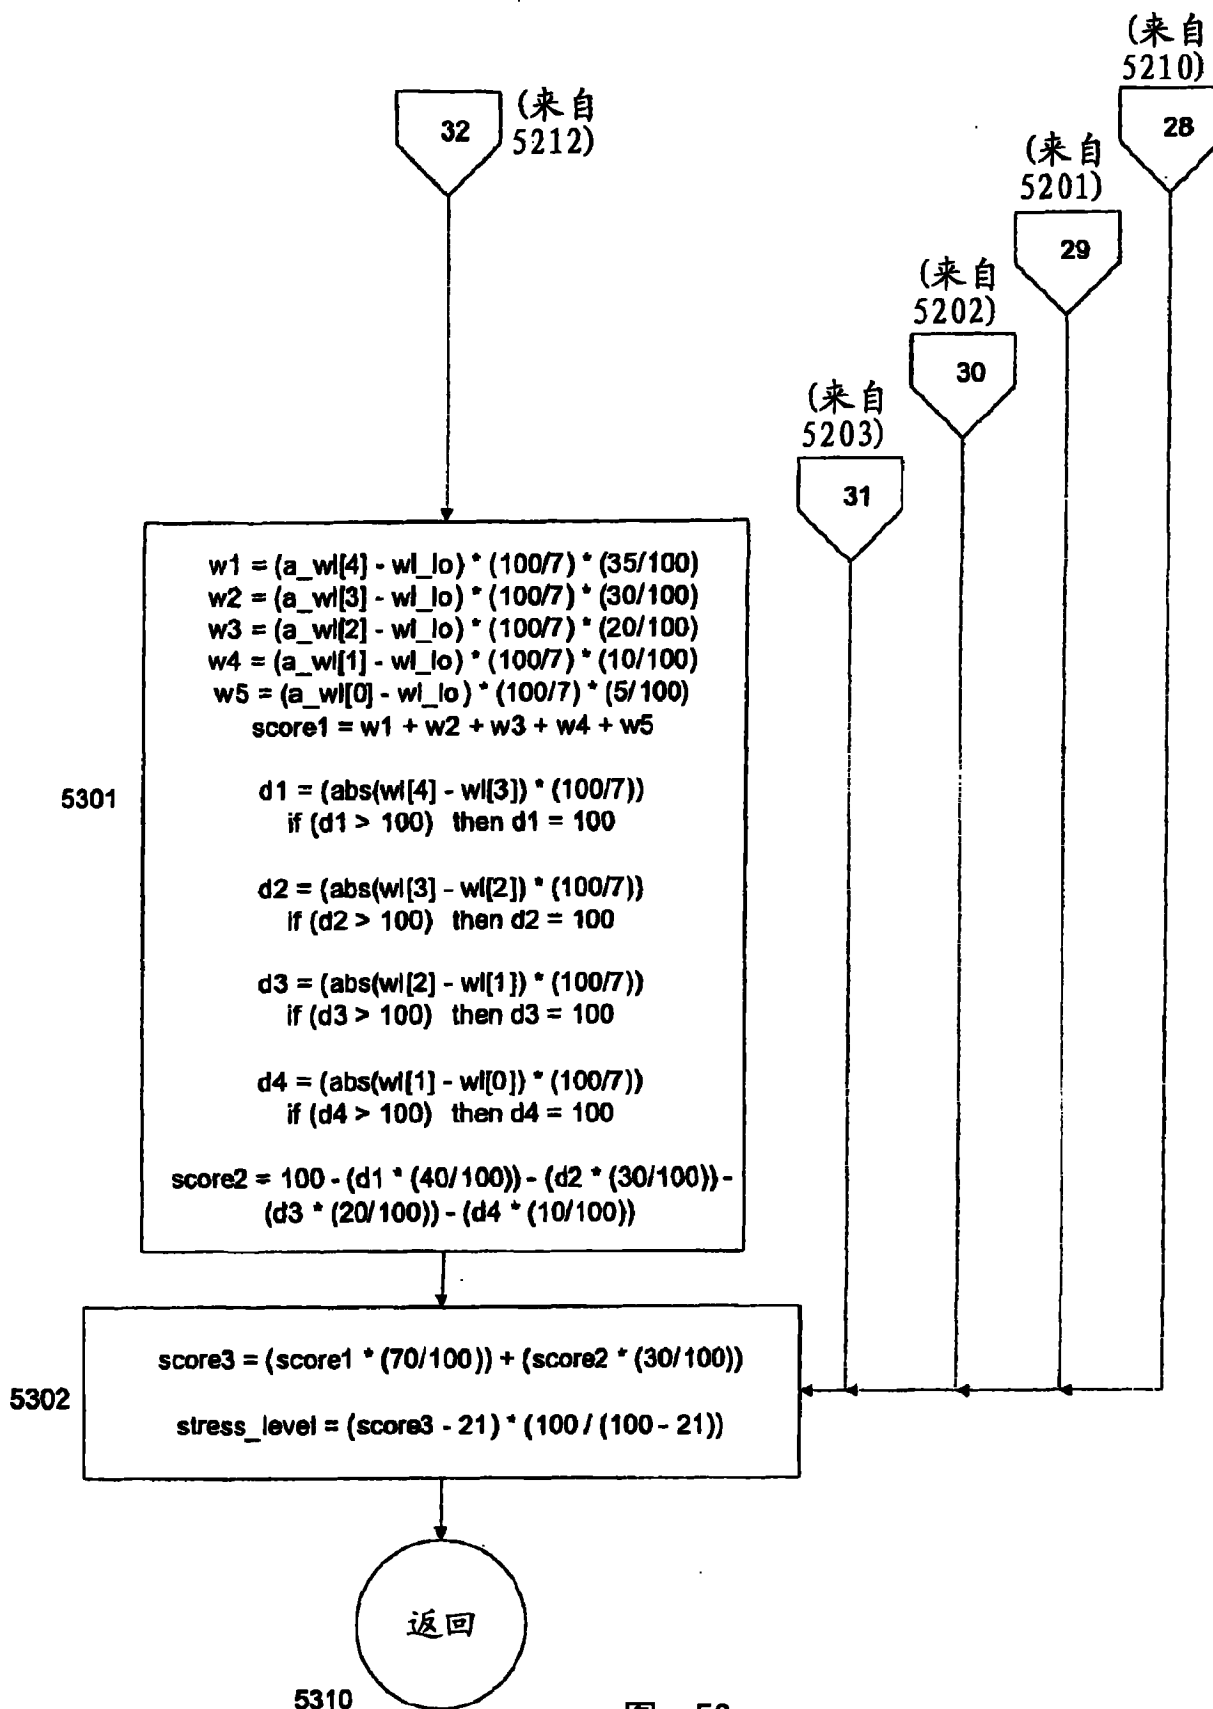 (来自
5210)
28
(来自
5212)
32
(来自
5201)
29
(来自
5202)
30
(来自
5203)
31
5301
w1 = (a_wl[4] - wl_lo) * (100/7) * (35/100)
w2 = (a_wl[3] - wl_lo) * (100/7) * (30/100)
w3 = (a_wl[2] - wl_lo) * (100/7) * (20/100)
w4 = (a_wl[1] - wl_lo) * (100/7) * (10/100)
w5 = (a_wl[0] - wl_lo) * (100/7) * (5/100)
score1 = w1 + w2 + w3 + w4 + w5
d1 = (abs(wl[4] - wl[3]) * (100/7))
if (d1 > 100) then d1 = 100
d2 = (abs(wl[3] - wl[2]) * (100/7))
if (d2 > 100) then d2 = 100
d3 = (abs(wl[2] - wl[1]) * (100/7))
if (d3 > 100) then d3 = 100
d4 = (abs(wl[1] - wl[0]) * (100/7))
if (d4 > 100) then d4 = 100
score2 = 100 - (d1 * (40/100)) - (d2 * (30/100)) -
(d3 * (20/100)) - (d4 * (10/100))
5302
score3 = (score1 * (70/100)) + (score2 * (30/100))
stress_level = (score3 - 21) * (100 / (100 - 21))
返回
5310